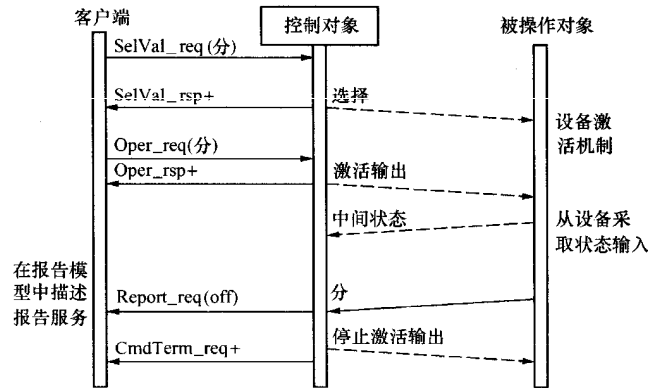 客户端
控制对象
被操作对象
SelVal_req(分)
SelVal_rsp+
选择
设备激
活机制
Oper_req(分)
Oper_rsp+
激活输出
中间状态
从设备采
取状态输入
在报告模
型中描述
报告服务
Report_req(off)
分
CmdTerm_req+
停止激活输出